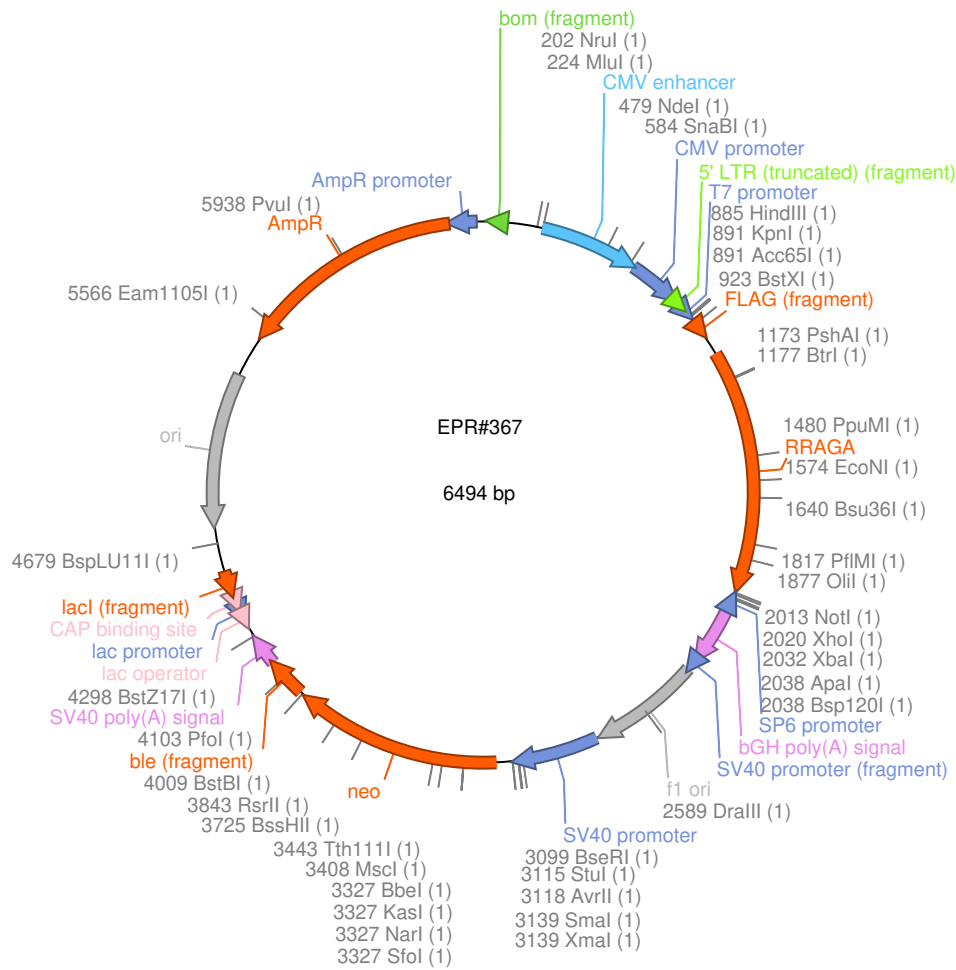 bom (fragment)
202 NruI (1)
224 MluI (1)
CMV enhancer
479 NdeI (1)
584 SnaBI (1)
CMV promoter
5' LTR (truncated) (fragment)
T7 promoter
885 HindIII (1)
891 KpnI (1)
891 Acc65I (1)
923 BstXI (1)
FLAG (fragment)
1173 PshAI (1)
1177 BtrI (1)
1480 PpuMI (1)
RRAGA
1574 EcoNI (1)
1640 Bsu36I (1)
1817 PflMI (1)
1877 OliI (1)
2013 NotI (1)
2020 XhoI (1)
2032 XbaI (1)
2038 ApaI (1)
2038 Bsp120I (1)
SP6 promoter
bGH poly(A) signal
SV40 promoter (fragment)
f1 ori
2589 DraIII (1)
SV40 promoter
3099 BseRI (1)
3115 StuI (1)
3118 AvrII (1)
3139 SmaI (1)
3139 XmaI (1)
3327 SfoI (1)
3327 NarI (1)
3327 KasI (1)
3327 BbeI (1)
3408 MscI (1)
3443 Tth111I (1)
neo
3725 BssHII (1)
3843 RsrII (1)
4009 BstBI (1)
ble (fragment)
4103 PfoI (1)
SV40 poly(A) signal
4298 BstZ17I (1)
lac operator
lac promoter
CAP binding site
lacI (fragment)
4679 BspLU11I (1)
ori
5566 Eam1105I (1)
AmpR
5938 PvuI (1)
AmpR promoter
EPR#367
6494 bp